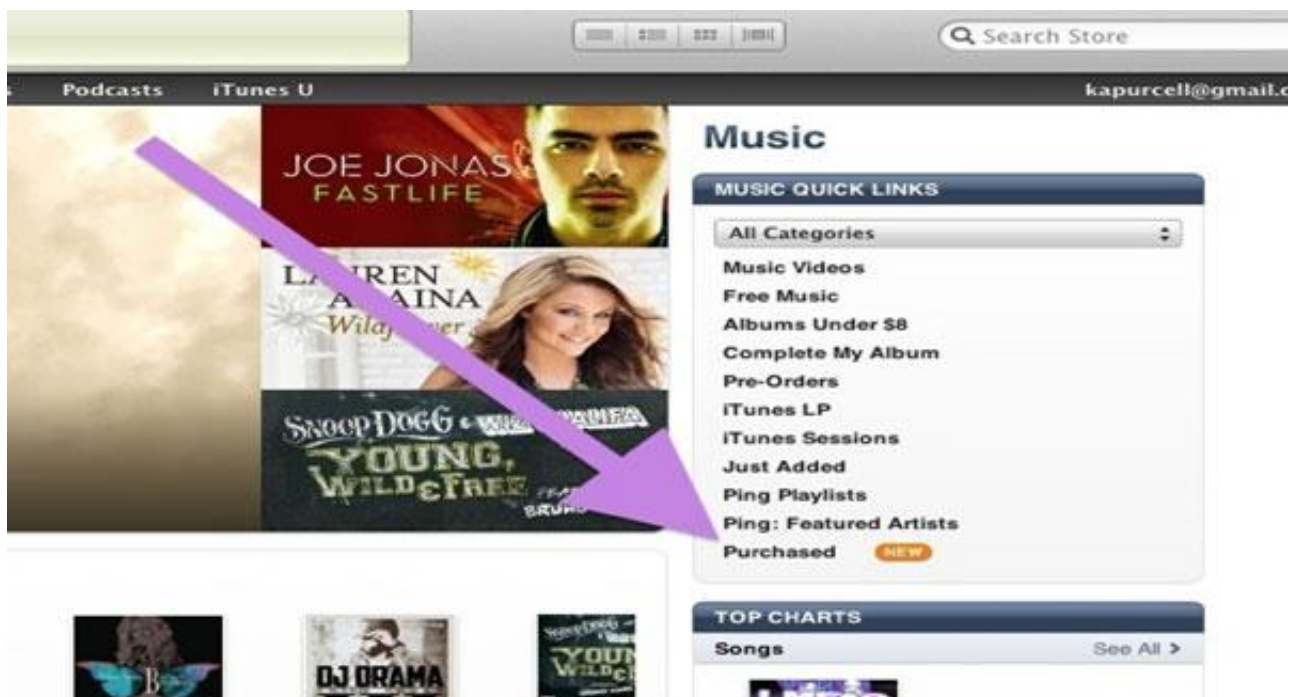 Search Store
Podcasts iTunes U kapurcell@gmail.c
Music
JOE JONAS
FASTLIFE
MUSIC QUICK LINKS
All Categories
Music Videos
Free Music
Albums Under $8
Complete My Album
Pre-Orders
iTunes LP
iTunes Sessions
Just Added
Ping Playlists
Ping: Featured Artists
Purchased NEW
LAUREN
ALAINA
Wildflower
SNOOP DOGG &
YOUNG,
WILD & FREE
TOP CHARTS
Songs See All >
B
DJ DRAMA